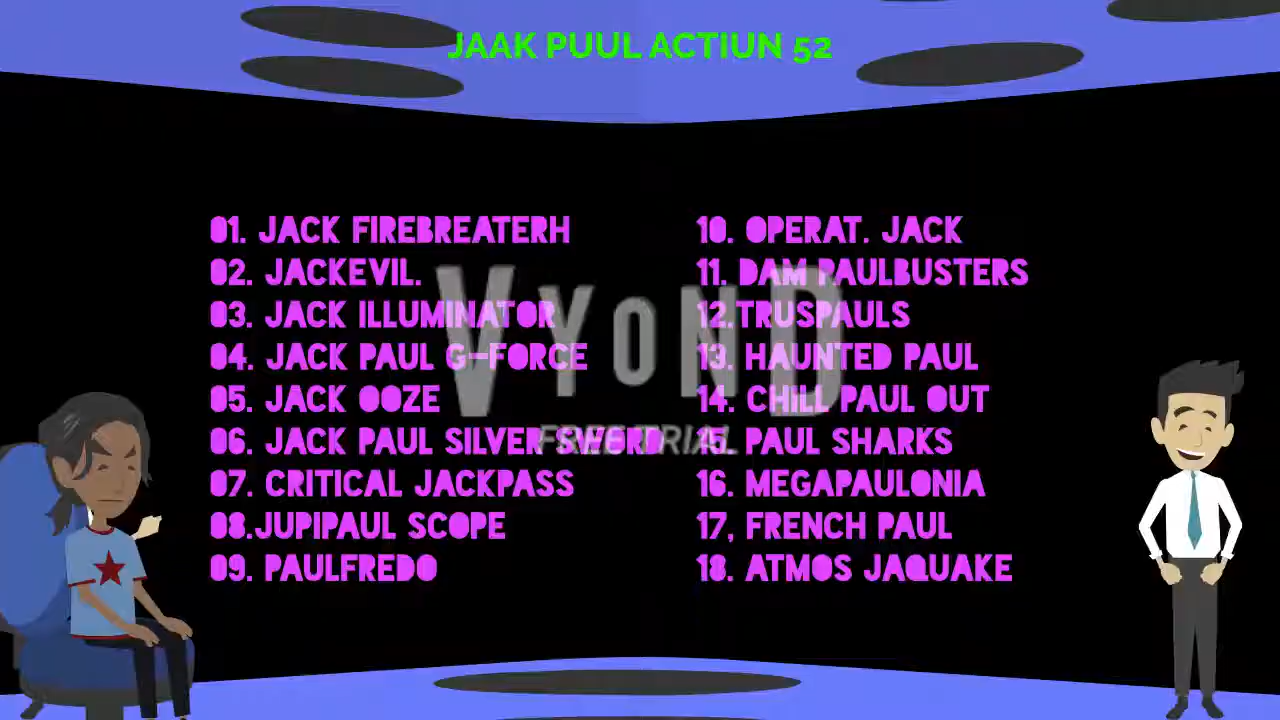 JAAK PUUL ACTIUN 52
01. JACK FIREBREATERH
02. JACKEVIL.
03. JACK ILLUMINATOR
04. JACK PAUL G-FORCE
05. JACK OOZE
06. JACK PAUL SILVER SWORD
07. CRITICAL JACKPASS
08.JUPIPAUL SCOPE
09. PAULFREDO
10. OPERAT. JACK
11. DAM PAULBUSTERS
12.TRUSPAULS
13. HAUNTED PAUL
14. CHILL PAUL OUT
15. PAUL SHARKS
16. MEGAPAULONIA
17, FRENCH PAUL
18. ATMOS JAQUAKE
VYOND
FREE TRIAL